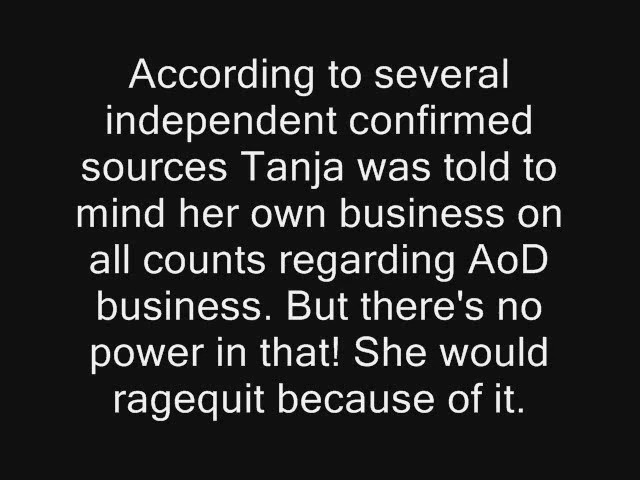 According to several
independent confirmed
sources Tanja was told to
mind her own business on
all counts regarding AoD
business. But there's no
power in that! She would
ragequit because of it.